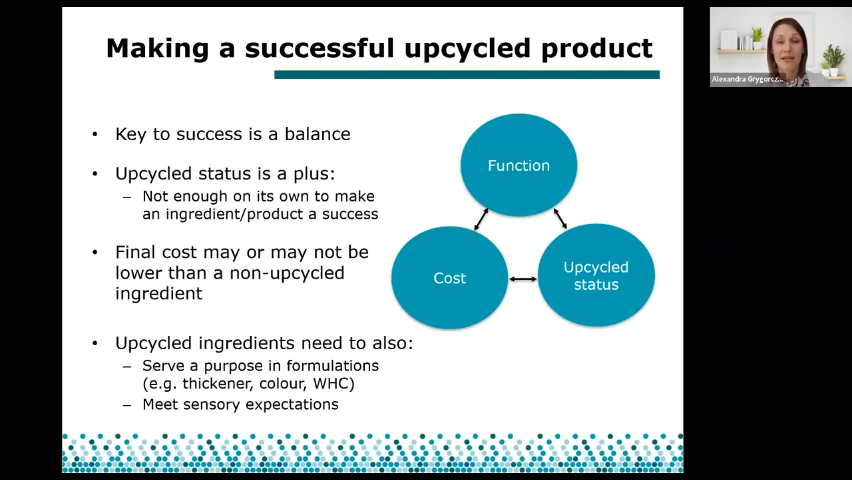 Making a successful upcycled product
• Key to success is a balance
• Upcycled status is a plus:
– Not enough on its own to make
an ingredient/product a success
• Final cost may or may not be
lower than a non-upcycled
ingredient
• Upcycled ingredients need to also:
– Serve a purpose in formulations
(e.g. thickener, colour, WHC)
– Meet sensory expectations
Function
Cost
Upcycled
status
Alexandra Grygorcz...